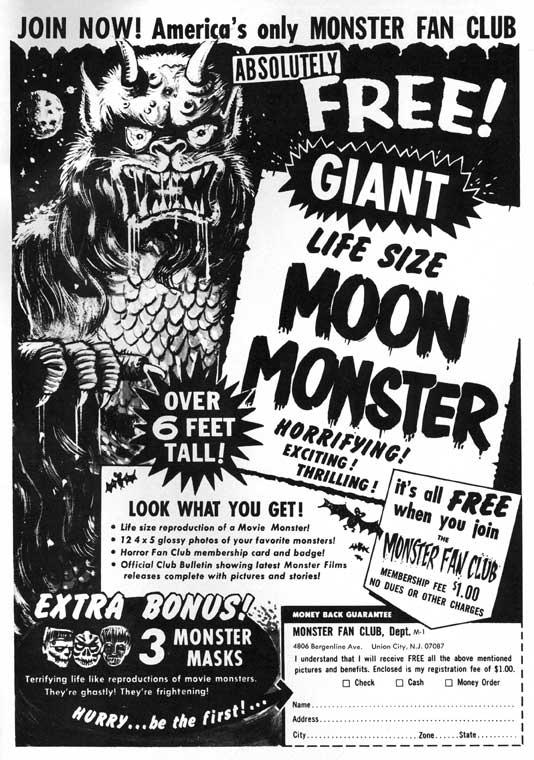 JOIN NOW! America's only MONSTER FAN CLUB
ABSOLUTELY
FREE!
GIANT
LIFE SIZE
MOON
MONSTER
HORRIFYING!
EXCITING!
THRILLING!
OVER
6 FEET
TALL!
LOOK WHAT YOU GET!
• Life size reproduction of a Movie Monster!
• 12 4 x 5 glossy photos of your favorite monsters!
• Horror Fan Club membership card and badge!
• Official Club Bulletin showing latest Monster Films
releases complete with pictures and stories!
it's all FREE
when you join
THE
MONSTER FAN CLUB
MEMBERSHIP FEE $1.00
NO DUES OR OTHER CHARGES
EXTRA BONUS!
3 MONSTER
MASKS
Terrifying life like reproductions of movie monsters.
They're ghastly! They're frightening!
HURRY...be the first!...
MONEY BACK GUARANTEE
MONSTER FAN CLUB, Dept. M-1
4806 Bergenline Ave. Union City, N.J. 07087
I understand that I will receive FREE all the above mentioned
pictures and benefits. Enclosed is my registration fee of $1.00.
☐ Check ☐ Cash ☐ Money Order
Name
Address
City Zone State